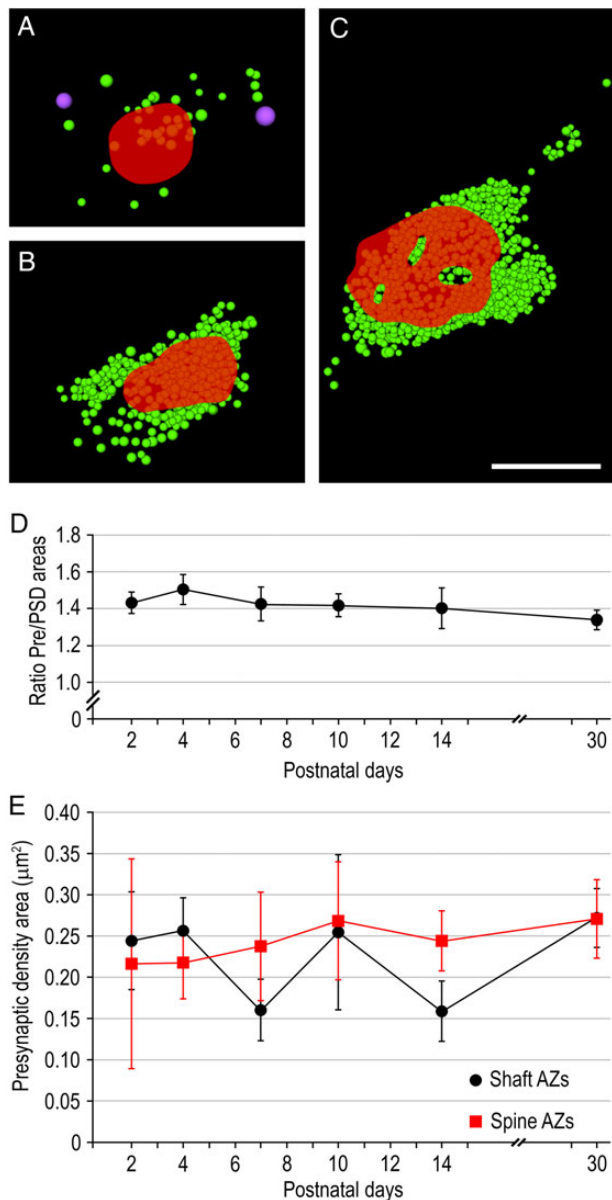 A
B
C
D
1.8
1.6
1.4
1.2
1.0
0
Ratio Pre/PSD areas
2 4 6 8 10 12 14 30
Postnatal days
E
0.40
0.35
0.30
0.25
0.20
0.15
0.10
0.05
0
Presynaptic density area (μm²)
Shaft AZs
Spine AZs
2 4 6 8 10 12 14 30
Postnatal days